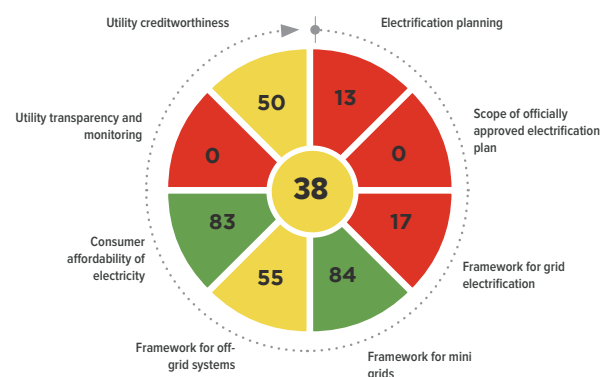 Utility creditworthiness
Electrification planning
50
13
Utility transparency and
monitoring
Scope of officially
approved electrification
plan
0
0
38
83
17
Consumer
affordability of
electricity
55
84
Framework for grid
electrification
Framework for off-
grid systems
Framework for mini
grids